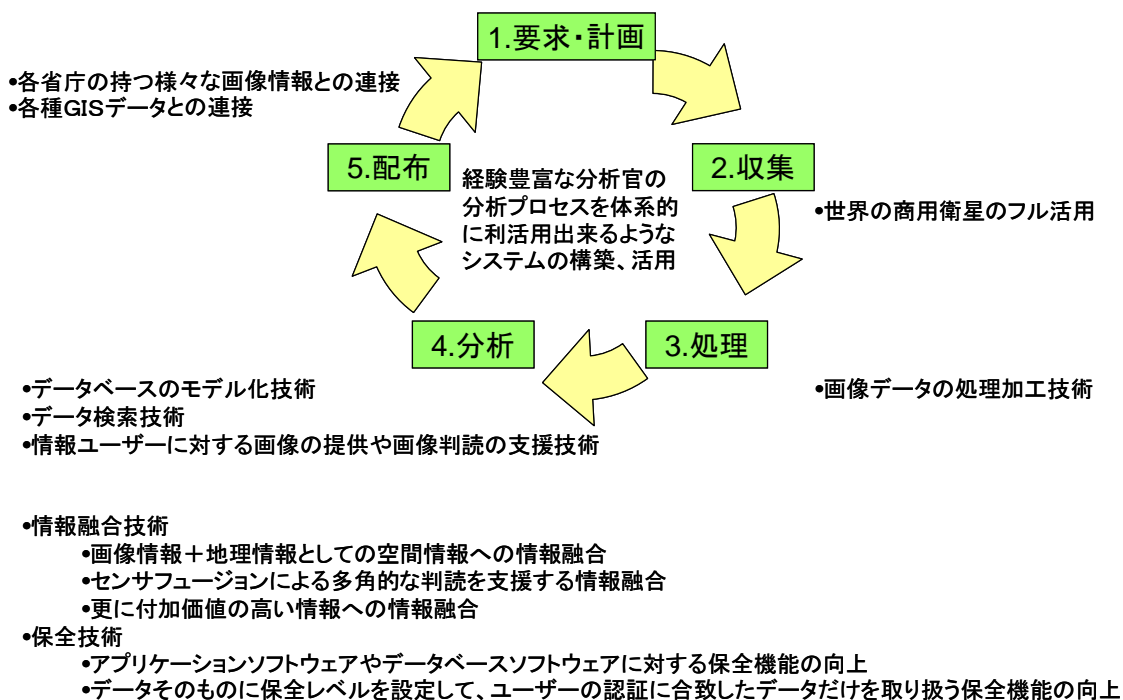 1.要求・計画
•各省庁の持つ様々な画像情報との連接
•各種GISデータとの連接
5.配布
2.収集
経験豊富な分析官の
分析プロセスを体系的
に利活用出来るような
システムの構築、活用
•世界の商用衛星のフル活用
4.分析
3.処理
•データベースのモデル化技術
•データ検索技術
•情報ユーザーに対する画像の提供や画像判読の支援技術
•画像データの処理加工技術
•情報融合技術
•画像情報＋地理情報としての空間情報への情報融合
•センサフュージョンによる多角的な判読を支援する情報融合
•更に付加価値の高い情報への情報融合
•保全技術
•アプリケーションソフトウェアやデータベースソフトウェアに対する保全機能の向上
•データそのものに保全レベルを設定して、ユーザーの認証に合致したデータだけを取り扱う保全機能の向上